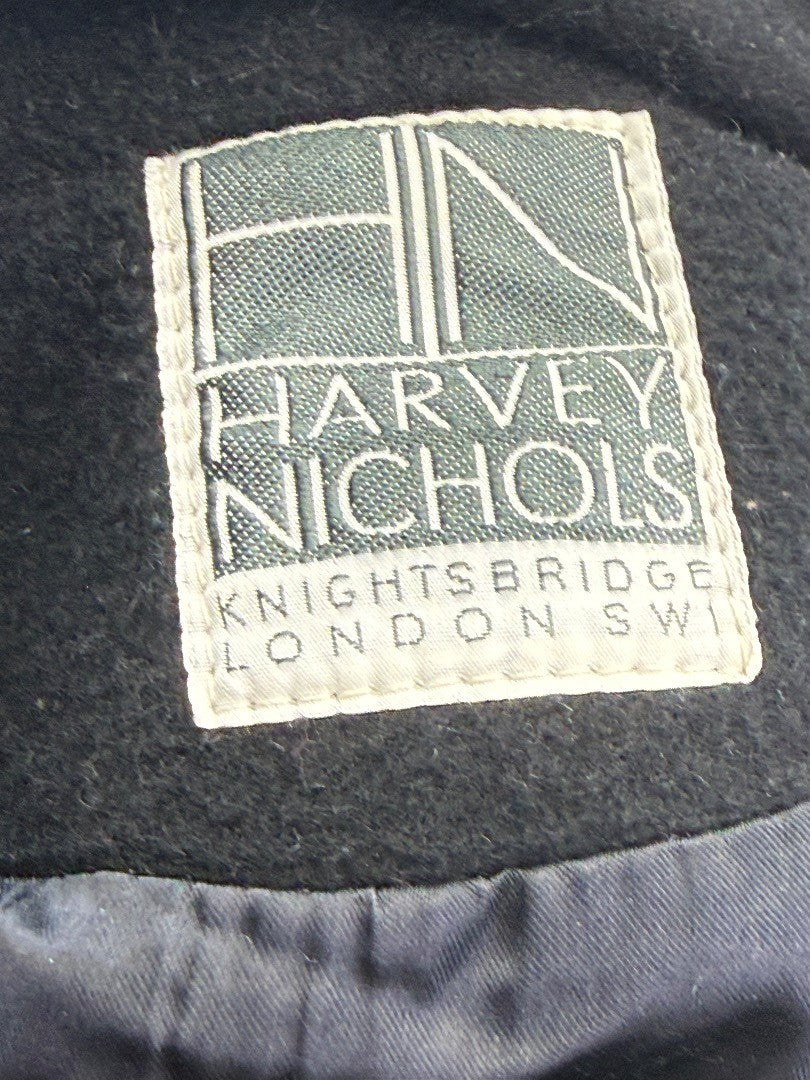 HN
HARVEY
NICHOLS
KNIGHTSBRIDGE
LONDON SW1